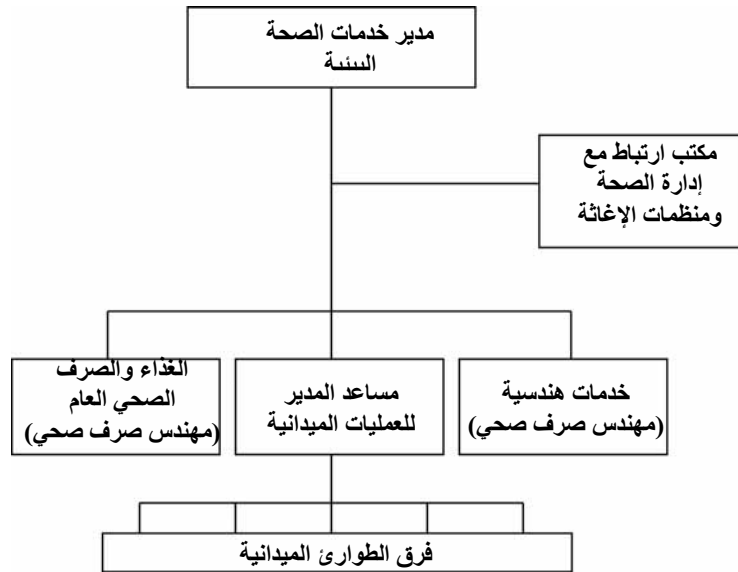 مدير خدمات الصحة
البيئية
مكتب ارتباط مع
إدارة الصحة
ومنظمات الإغاثة
خدمات هندسية
(مهندس صرف صحي)
مساعد المدير
للعمليات الميدانية
الغذاء والصرف
الصحي العام
(مهندس صرف صحي)
فرق الطوارئ الميدانية